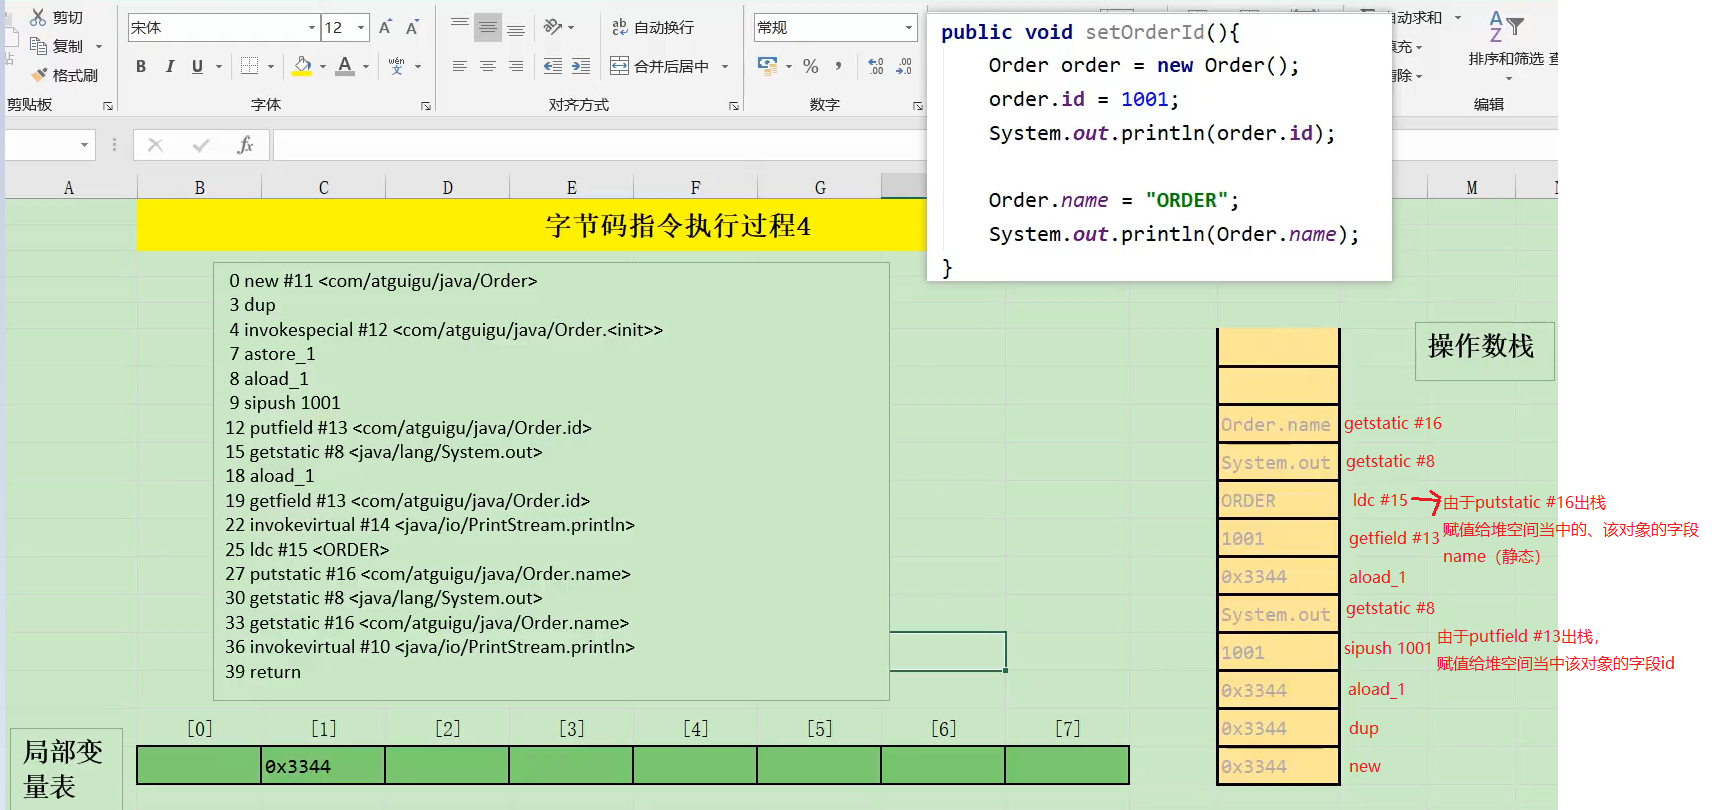 剪切
复制
格式刷
剪贴板
宋体
12
A
A
B
I
U
A
wén
文
字体
ab
自动换行
合并后居中
对齐方式
常规
%
,
.00
数字
自动求和
填充
清除
A
Z
排序和筛选
查
编辑
fx
A
B
C
D
E
F
G
M
public void setOrderId(){
Order order = new Order();
order.id = 1001;
System.out.println(order.id);
Order.name = "ORDER";
System.out.println(Order.name);
}
字节码指令执行过程4
0 new #11 <com/atguigu/java/Order>
3 dup
4 invokespecial #12 <com/atguigu/java/Order.<init>>
7 astore_1
8 aload_1
9 sipush 1001
12 putfield #13 <com/atguigu/java/Order.id>
15 getstatic #8 <java/lang/System.out>
18 aload_1
19 getfield #13 <com/atguigu/java/Order.id>
22 invokevirtual #14 <java/io/PrintStream.println>
25 ldc #15 <ORDER>
27 putstatic #16 <com/atguigu/java/Order.name>
30 getstatic #8 <java/lang/System.out>
33 getstatic #16 <com/atguigu/java/Order.name>
36 invokevirtual #10 <java/io/PrintStream.println>
39 return
操作数栈
Order.name getstatic #16
System.out getstatic #8
ORDER ldc #15 由于putstatic #16出栈
赋值给堆空间当中的、该对象的字段
name（静态）
1001 getfield #13
0x3344 aload_1
System.out getstatic #8
1001 sipush 1001 由于putfield #13出栈，
赋值给堆空间当中该对象的字段id
0x3344 aload_1
0x3344 dup
0x3344 new
[0] [1] [2] [3] [4] [5] [6] [7]
局部变
量表
0x3344